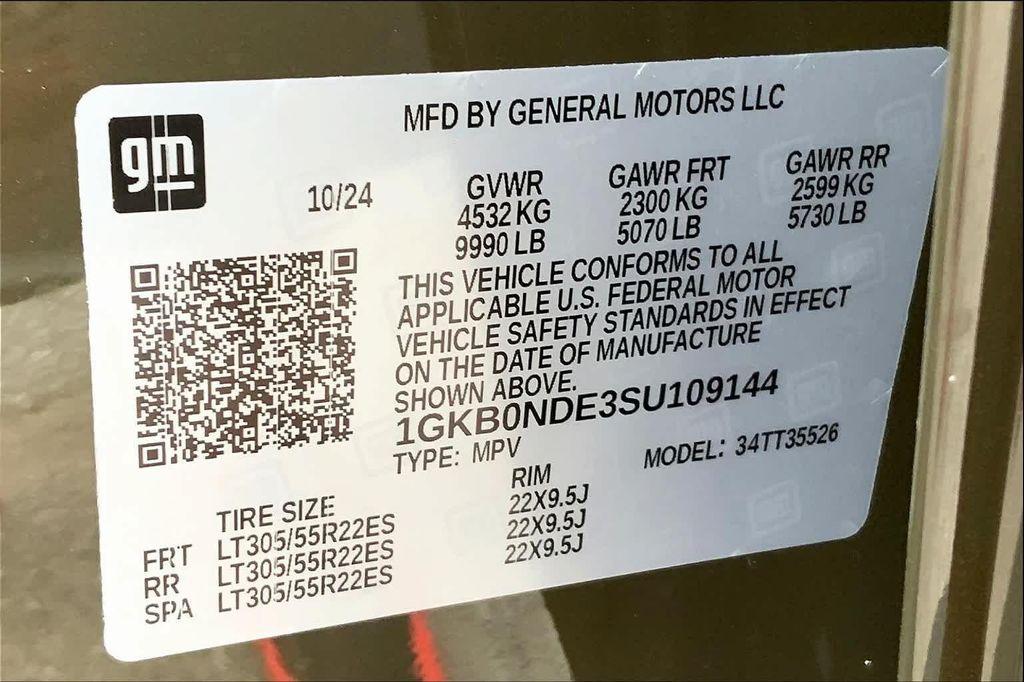 gm
MFD BY GENERAL MOTORS LLC
10/24
GVWR GAWR FRT GAWR RR
4532 KG 2300 KG 2599 KG
9990 LB 5070 LB 5730 LB
THIS VEHICLE CONFORMS TO ALL
APPLICABLE U.S. FEDERAL MOTOR
VEHICLE SAFETY STANDARDS IN EFFECT
ON THE DATE OF MANUFACTURE
SHOWN ABOVE.
1GKB0NDE3SU109144
TYPE: MPV MODEL: 34TT35526
TIRE SIZE RIM
FRT LT305/55R22ES 22X9.5J
RR LT305/55R22ES 22X9.5J
SPA LT305/55R22ES 22X9.5J